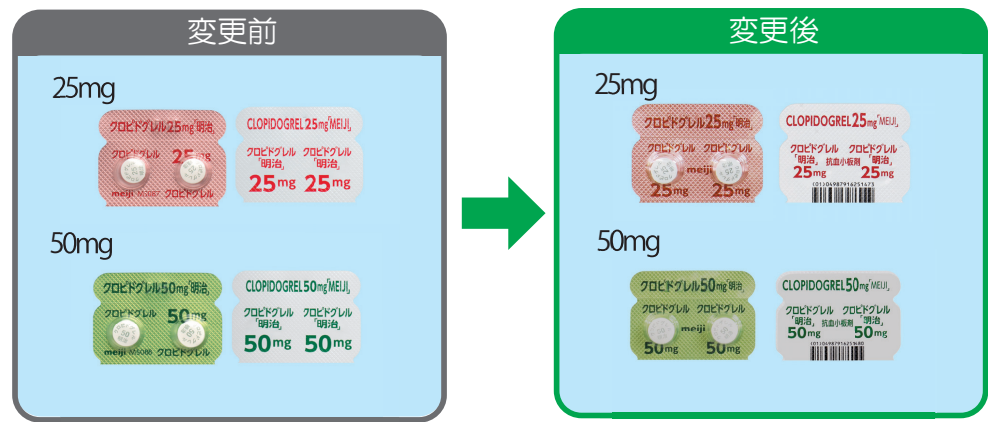 変更前
25mg
クロピドグレル25mg「明治」
クロピドグレル 25mg
meiji MS087 クロピドグレル
CLOPIDOGREL 25mg「MEIJI」
クロピドグレル クロピドグレル
「明治」 「明治」
25mg 25mg
50mg
クロピドグレル50mg「明治」
クロピドグレル 50mg
meiji MS088 クロピドグレル
CLOPIDOGREL 50mg「MEIJI」
クロピドグレル クロピドグレル
「明治」 「明治」
50mg 50mg
変更後
25mg
クロピドグレル25mg「明治」
クロピドグレル クロピドグレル
meiji
25mg 25mg
CLOPIDOGREL 25mg「MEIJI」
クロピドグレル クロピドグレル
「明治」 抗血小板剤 「明治」
25mg 25mg
(01)04987916251473
50mg
クロピドグレル50mg「明治」
クロピドグレル クロピドグレル
meiji
50mg 50mg
CLOPIDOGREL 50mg「MEIJI」
クロピドグレル クロピドグレル
「明治」 抗血小板剤 「明治」
50mg 50mg